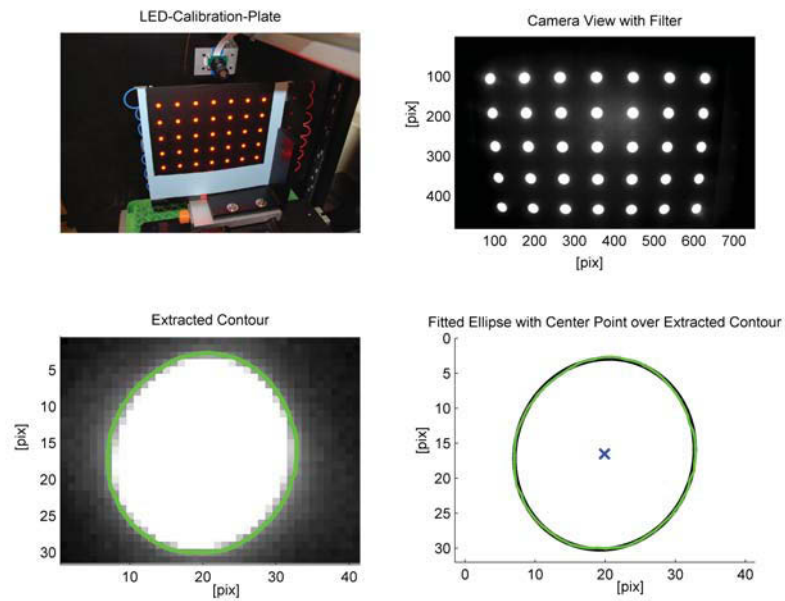 LED-Calibration-Plate
Camera View with Filter
100
200
300
400
[pix]
100 200 300 400 500 600 700
[pix]
Extracted Contour
5
10
15
20
25
30
[pix]
10 20 30 40
[pix]
Fitted Ellipse with Center Point over Extracted Contour
0
5
10
15
20
25
30
[pix]
0 10 20 30 40
[pix]